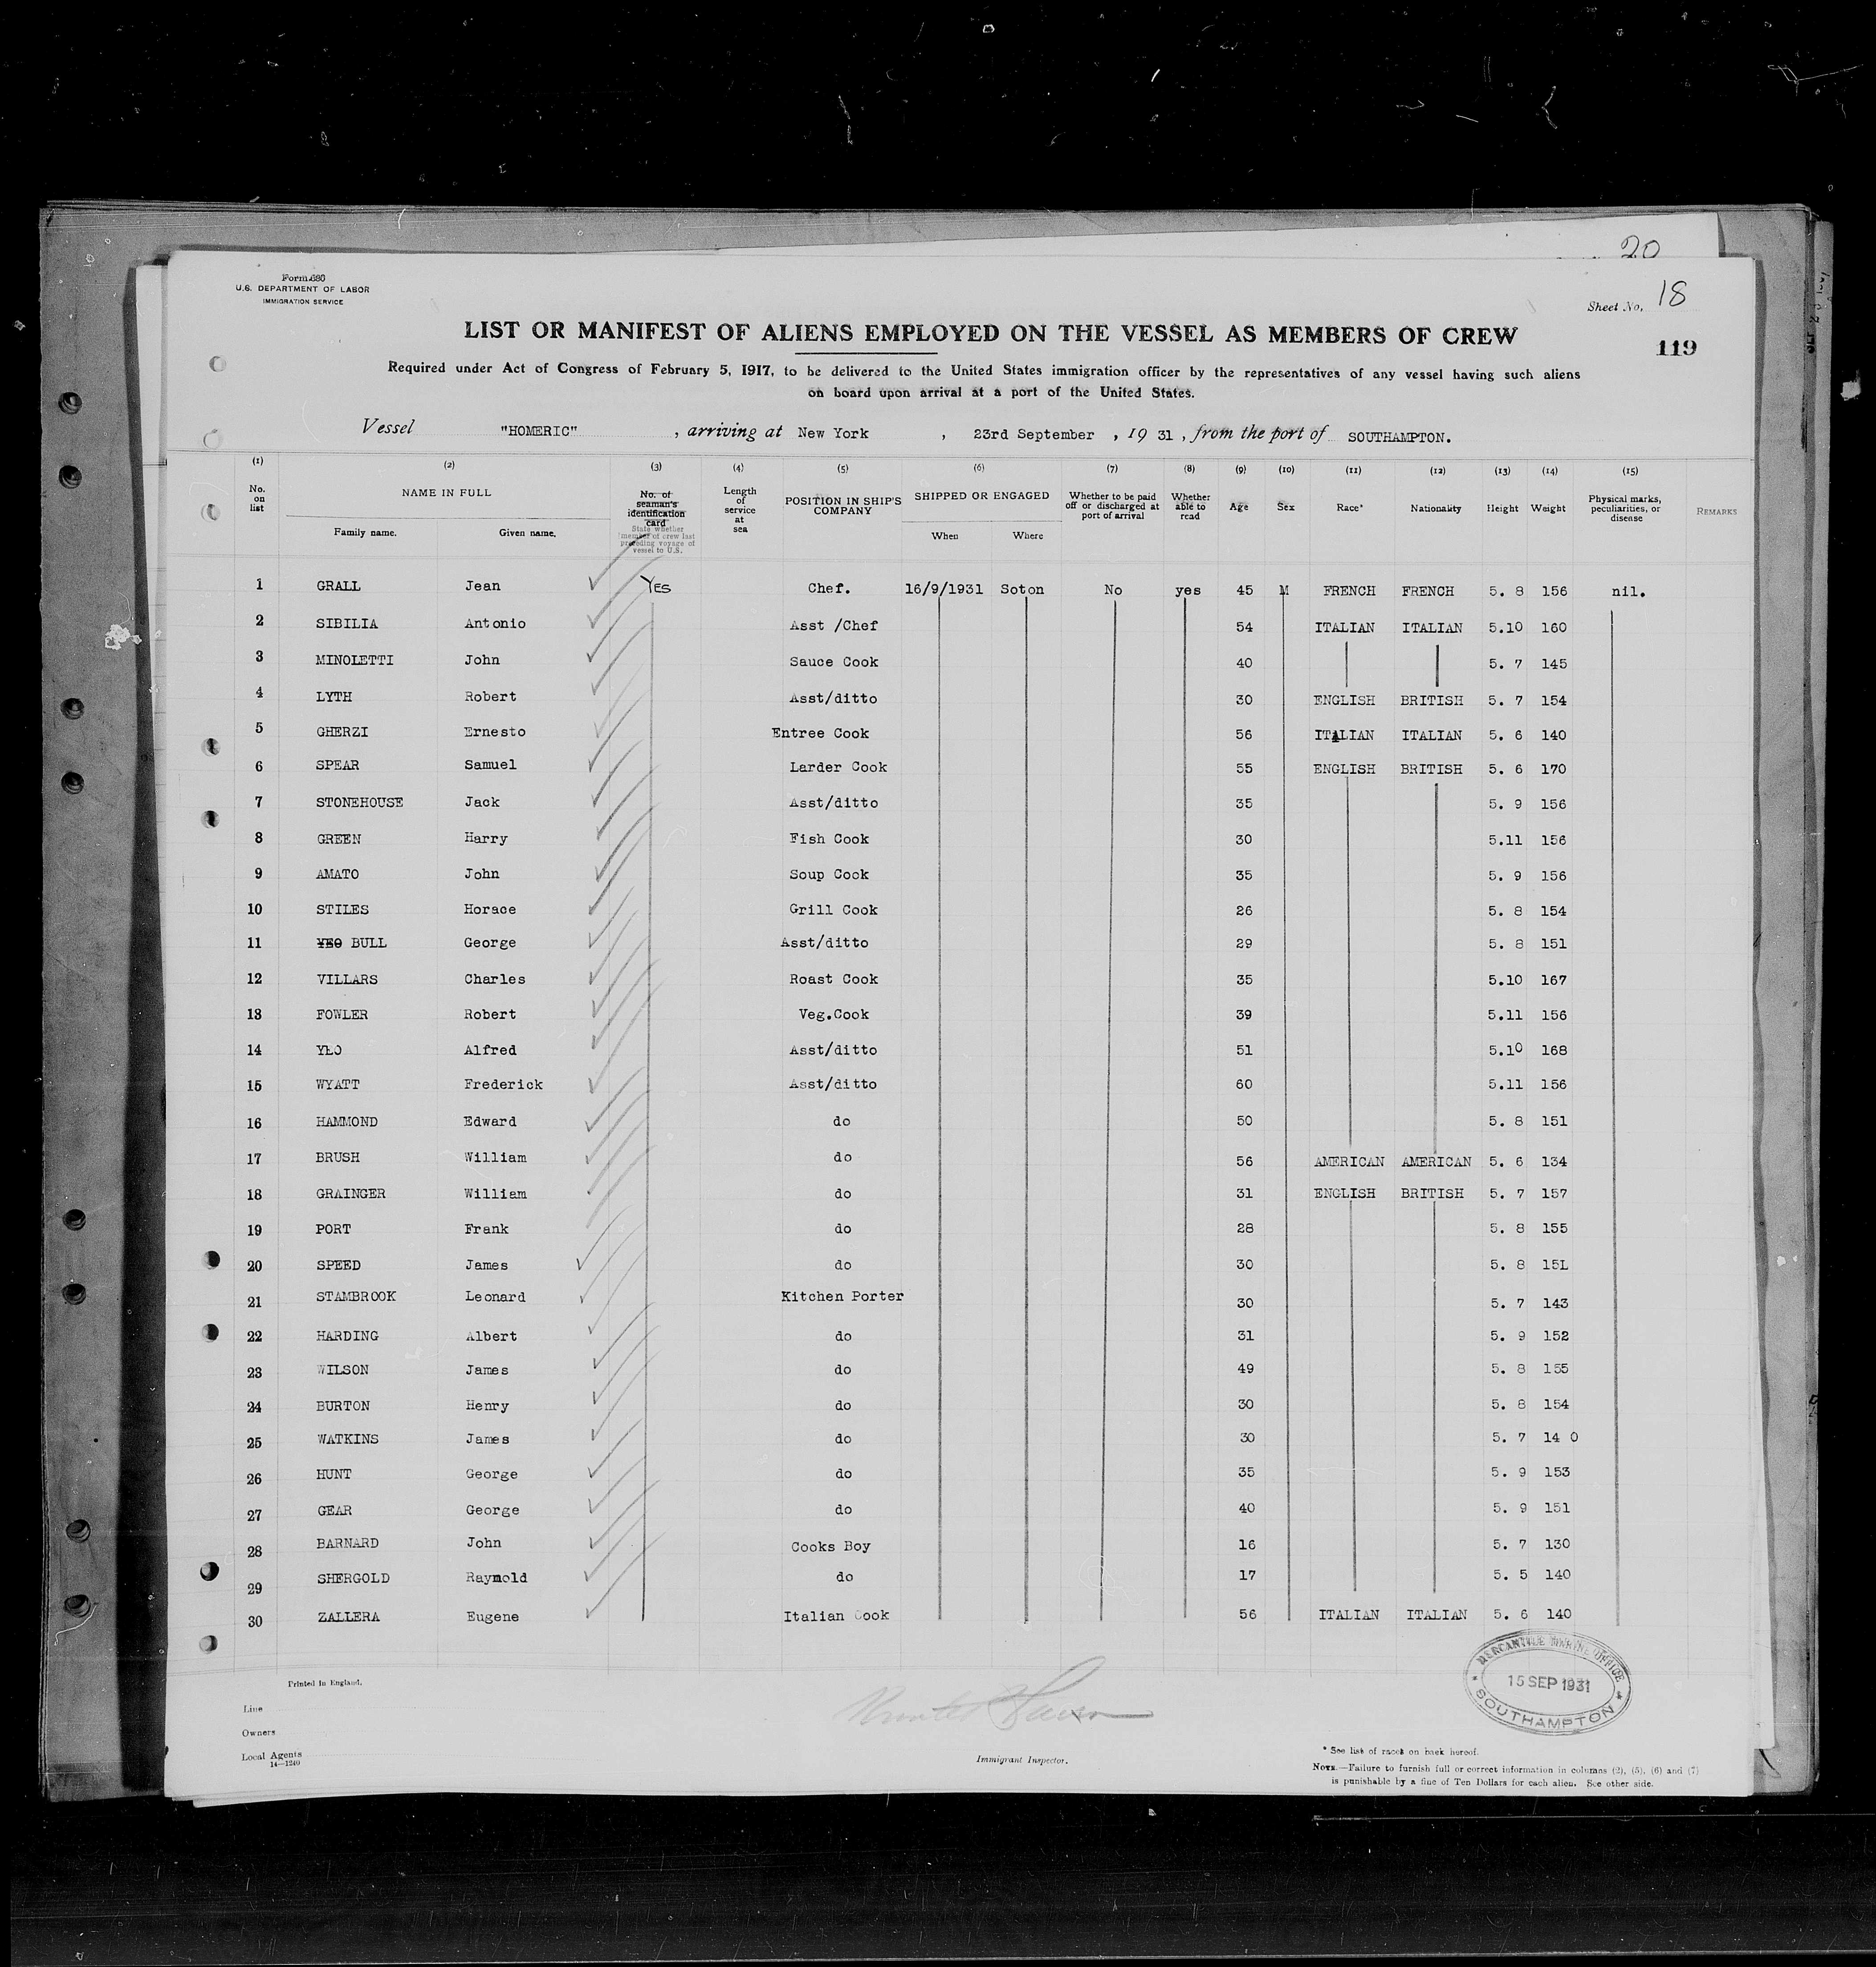 20
Form 686
U.S. DEPARTMENT OF LABOR
IMMIGRATION SERVICE
Sheet No, 18
LIST OR MANIFEST OF ALIENS EMPLOYED ON THE VESSEL AS MEMBERS OF CREW
119
Required under Act of Congress of February 5, 1917, to be delivered to the United States immigration officer by the representatives of any vessel having such aliens
on board upon arrival at a port of the United States.
Vessel "HOMERIC" , arriving at New York , 23rd September , 19 31 , from the port of SOUTHAMPTON.
(1) (2) (3) (4) (5) (6) (7) (8) (9) (10) (11) (12) (13) (14) (15)
No. on list NAME IN FULL Family name. Given name. No. of seaman's identification card State whether member of crew last preceding voyage of vessel to U.S. Length of service at sea POSITION IN SHIP'S COMPANY SHIPPED OR ENGAGED When Where Whether to be paid off or discharged at port of arrival Whether able to read Age Sex Race* Nationality Height Weight Physical marks, peculiarities, or disease REMARKS
1 GRALL Jean YES Chef. 16/9/1931 Soton No yes 45 M FRENCH FRENCH 5. 8 156 nil.
2 SIBILIA Antonio Asst /Chef 54 ITALIAN ITALIAN 5.10 160
3 MINOLETTI John Sauce Cook 40 5. 7 145
4 LYTH Robert Asst/ditto 30 ENGLISH BRITISH 5. 7 154
5 GHERZI Ernesto Entree Cook 56 ITALIAN ITALIAN 5. 6 140
6 SPEAR Samuel Larder Cook 55 ENGLISH BRITISH 5. 6 170
7 STONEHOUSE Jack Asst/ditto 35 5. 9 156
8 GREEN Harry Fish Cook 30 5.11 156
9 AMATO John Soup Cook 35 5. 9 156
10 STILES Horace Grill Cook 26 5. 8 154
11 YEO BULL George Asst/ditto 29 5. 8 151
12 VILLARS Charles Roast Cook 35 5.10 167
13 FOWLER Robert Veg.Cook 39 5.11 156
14 YEO Alfred Asst/ditto 51 5.10 168
15 WYATT Frederick Asst/ditto 60 5.11 156
16 HAMMOND Edward do 50 5. 8 151
17 BRUSH William do 56 AMERICAN AMERICAN 5. 6 134
18 GRAINGER William do 31 ENGLISH BRITISH 5. 7 157
19 PORT Frank do 28 5. 8 155
20 SPEED James do 30 5. 8 15L
21 STAMBROOK Leonard Kitchen Porter 30 5. 7 143
22 HARDING Albert do 31 5. 9 152
23 WILSON James do 49 5. 8 155
24 BURTON Henry do 30 5. 8 154
25 WATKINS James do 30 5. 7 14 0
26 HUNT George do 35 5. 9 153
27 GEAR George do 40 5. 9 151
28 BARNARD John Cooks Boy 16 5. 7 130
29 SHERGOLD Raymold do 17 5. 5 140
30 ZALLERA Eugene Italian Cook 56 ITALIAN ITALIAN 5. 6 140
MERCANTILE MARINE OFFICE
15 SEP 1931
SOUTHAMPTON
Printed in England.
Line
Owners
Local Agents
14—1240
Immigrant Inspector.
* See list of races on back hereof.
NOTE.—Failure to furnish full or correct information in columns (2), (5), (6) and (7)
is punishable by a fine of Ten Dollars for each alien. See other side.